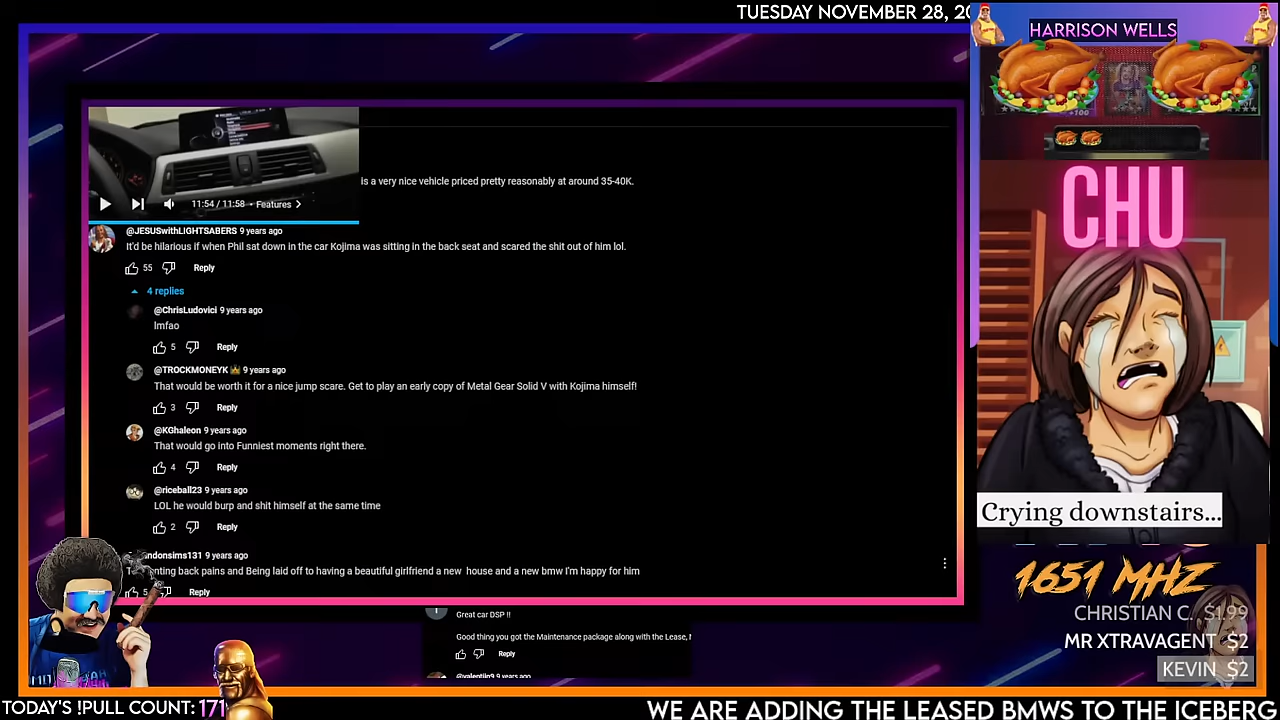 TUESDAY NOVEMBER 28, 20
HARRISON WELLS
is a very nice vehicle priced pretty reasonably at around 35-40K.
11:54 / 11:58 • Features
@JESUSwithLIGHTSABERS 9 years ago
It'd be hilarious if when Phil sat down in the car Kojima was sitting in the back seat and scared the shit out of him lol.
55 Reply
4 replies
@ChrisLudovici 9 years ago
lmfao
5 Reply
@TROCKMONEYK 9 years ago
That would be worth it for a nice jump scare. Get to play an early copy of Metal Gear Solid V with Kojima himself!
3 Reply
@KGhaleon 9 years ago
That would go into Funniest moments right there.
4 Reply
@riceball23 9 years ago
LOL he would burp and shit himself at the same time
2 Reply
ndonsims131 9 years ago
nting back pains and Being laid off to having a beautiful girlfriend a new house and a new bmw I'm happy for him
5 Reply
Great car DSP !!
Good thing you got the Maintenance package along with the Lease,
Reply
@valentijn9 9 years ago
CHU
Crying downstairs...
1651 MHZ
CHRISTIAN C. $1.99
MR XTRAVAGENT $2
KEVIN $2
TODAY'S !PULL COUNT: 171
WE ARE ADDING THE LEASED BMWS TO THE ICEBERG